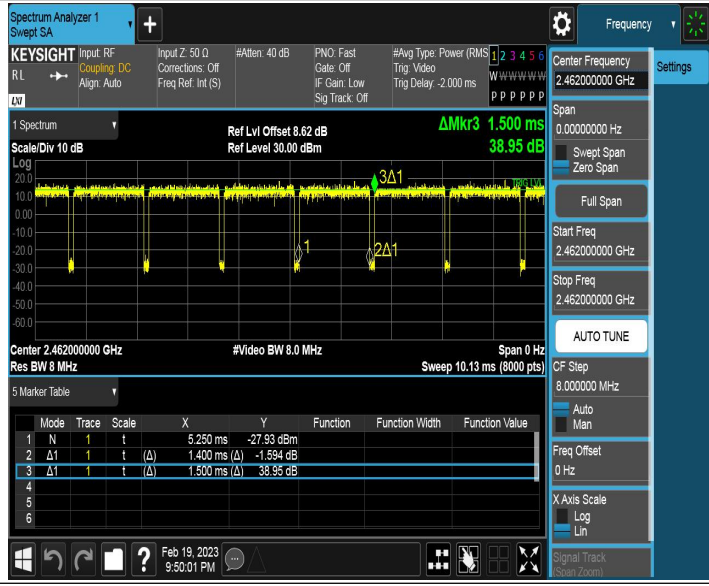 Spectrum Analyzer 1
Swept SA
+
Frequency
KEYSIGHT Input: RF Input Z: 50 Ω #Atten: 40 dB PNO: Fast #Avg Type: Power (RMS 1 2 3 4 5 6
RL Coupling: DC Corrections: Off Gate: Off Trig: Video W W W W W W
Align: Auto Freq Ref: Int (S) IF Gain: Low Trig Delay: -2.000 ms
Sig Track: Off P P P P P P
LXI
1 Spectrum
Ref Lvl Offset 8.62 dB
ΔMkr3 1.500 ms
Scale/Div 10 dB Ref Level 30.00 dBm 38.95 dB
Log
20.0
10.0
0.00
-10.0
-20.0
-30.0
-40.0
-50.0
-60.0
3Δ1
TRIG LVL
1
2Δ1
Center 2.462000000 GHz #Video BW 8.0 MHz Span 0 Hz
Res BW 8 MHz Sweep 10.13 ms (8000 pts)
5 Marker Table
Mode Trace Scale X Y Function Function Width Function Value
1 N 1 t 5.250 ms -27.93 dBm
2 Δ1 1 t (Δ) 1.400 ms (Δ) -1.594 dB
3 Δ1 1 t (Δ) 1.500 ms (Δ) 38.95 dB
4
5
6
?
Feb 19, 2023
9:50:01 PM
Center Frequency
2.462000000 GHz
Settings
Span
0.00000000 Hz
Swept Span
Zero Span
Full Span
Start Freq
2.462000000 GHz
Stop Freq
2.462000000 GHz
AUTO TUNE
CF Step
8.000000 MHz
Auto
Man
Freq Offset
0 Hz
X Axis Scale
Log
Lin
Signal Track
(Span Zoom)